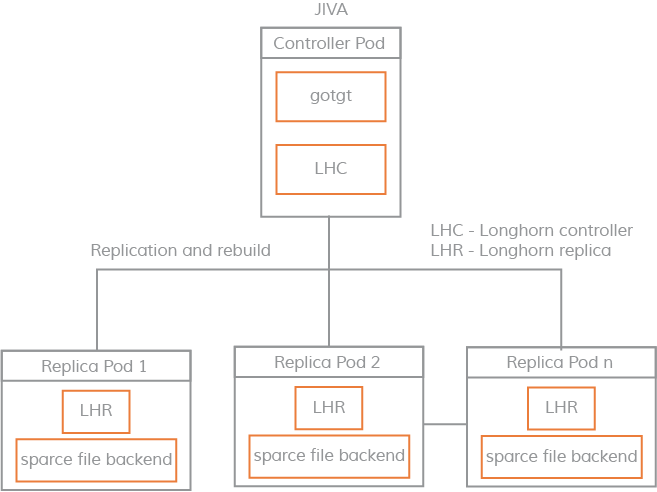 JIVA
Controller Pod
gotgt
LHC
LHC - Longhorn controller
LHR - Longhorn replica
Replication and rebuild
Replica Pod 1
LHR
sparce file backend
Replica Pod 2
LHR
sparce file backend
Replica Pod n
LHR
sparce file backend